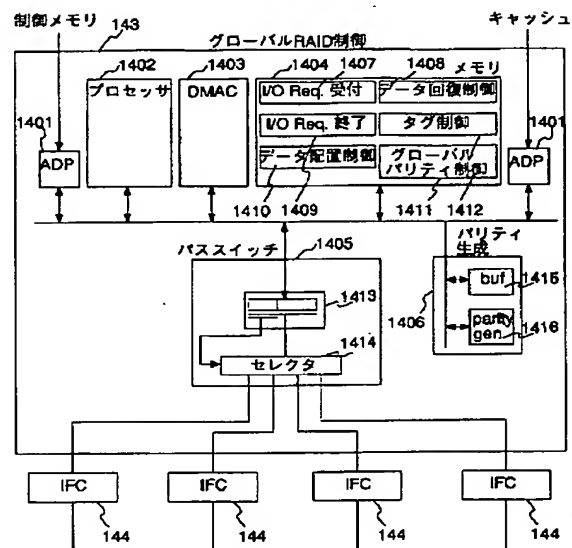 制御メモリ
キャッシュ
143
グローバルRAID制御
1402
1403
1404
1407
1408
メモリ
プロセッサ
DMAC
I/O Req. 受付
データ回復制御
1401
1401
I/O Req. 終了
タグ制御
ADP
ADP
データ配置制御
グローバル
パリティ制御
1410
1409
1411
1412
パススイッチ
1405
パリティ
生成
1413
buf
1415
1406
parity
gen.
1416
1414
セレクタ
IFC
IFC
IFC
IFC
144
144
144
144